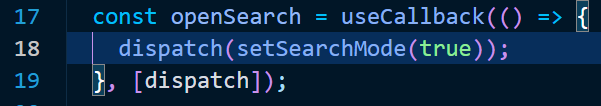 17 const openSearch = useCallback(() => {
18 dispatch(setSearchMode(true));
19 }, [dispatch]);